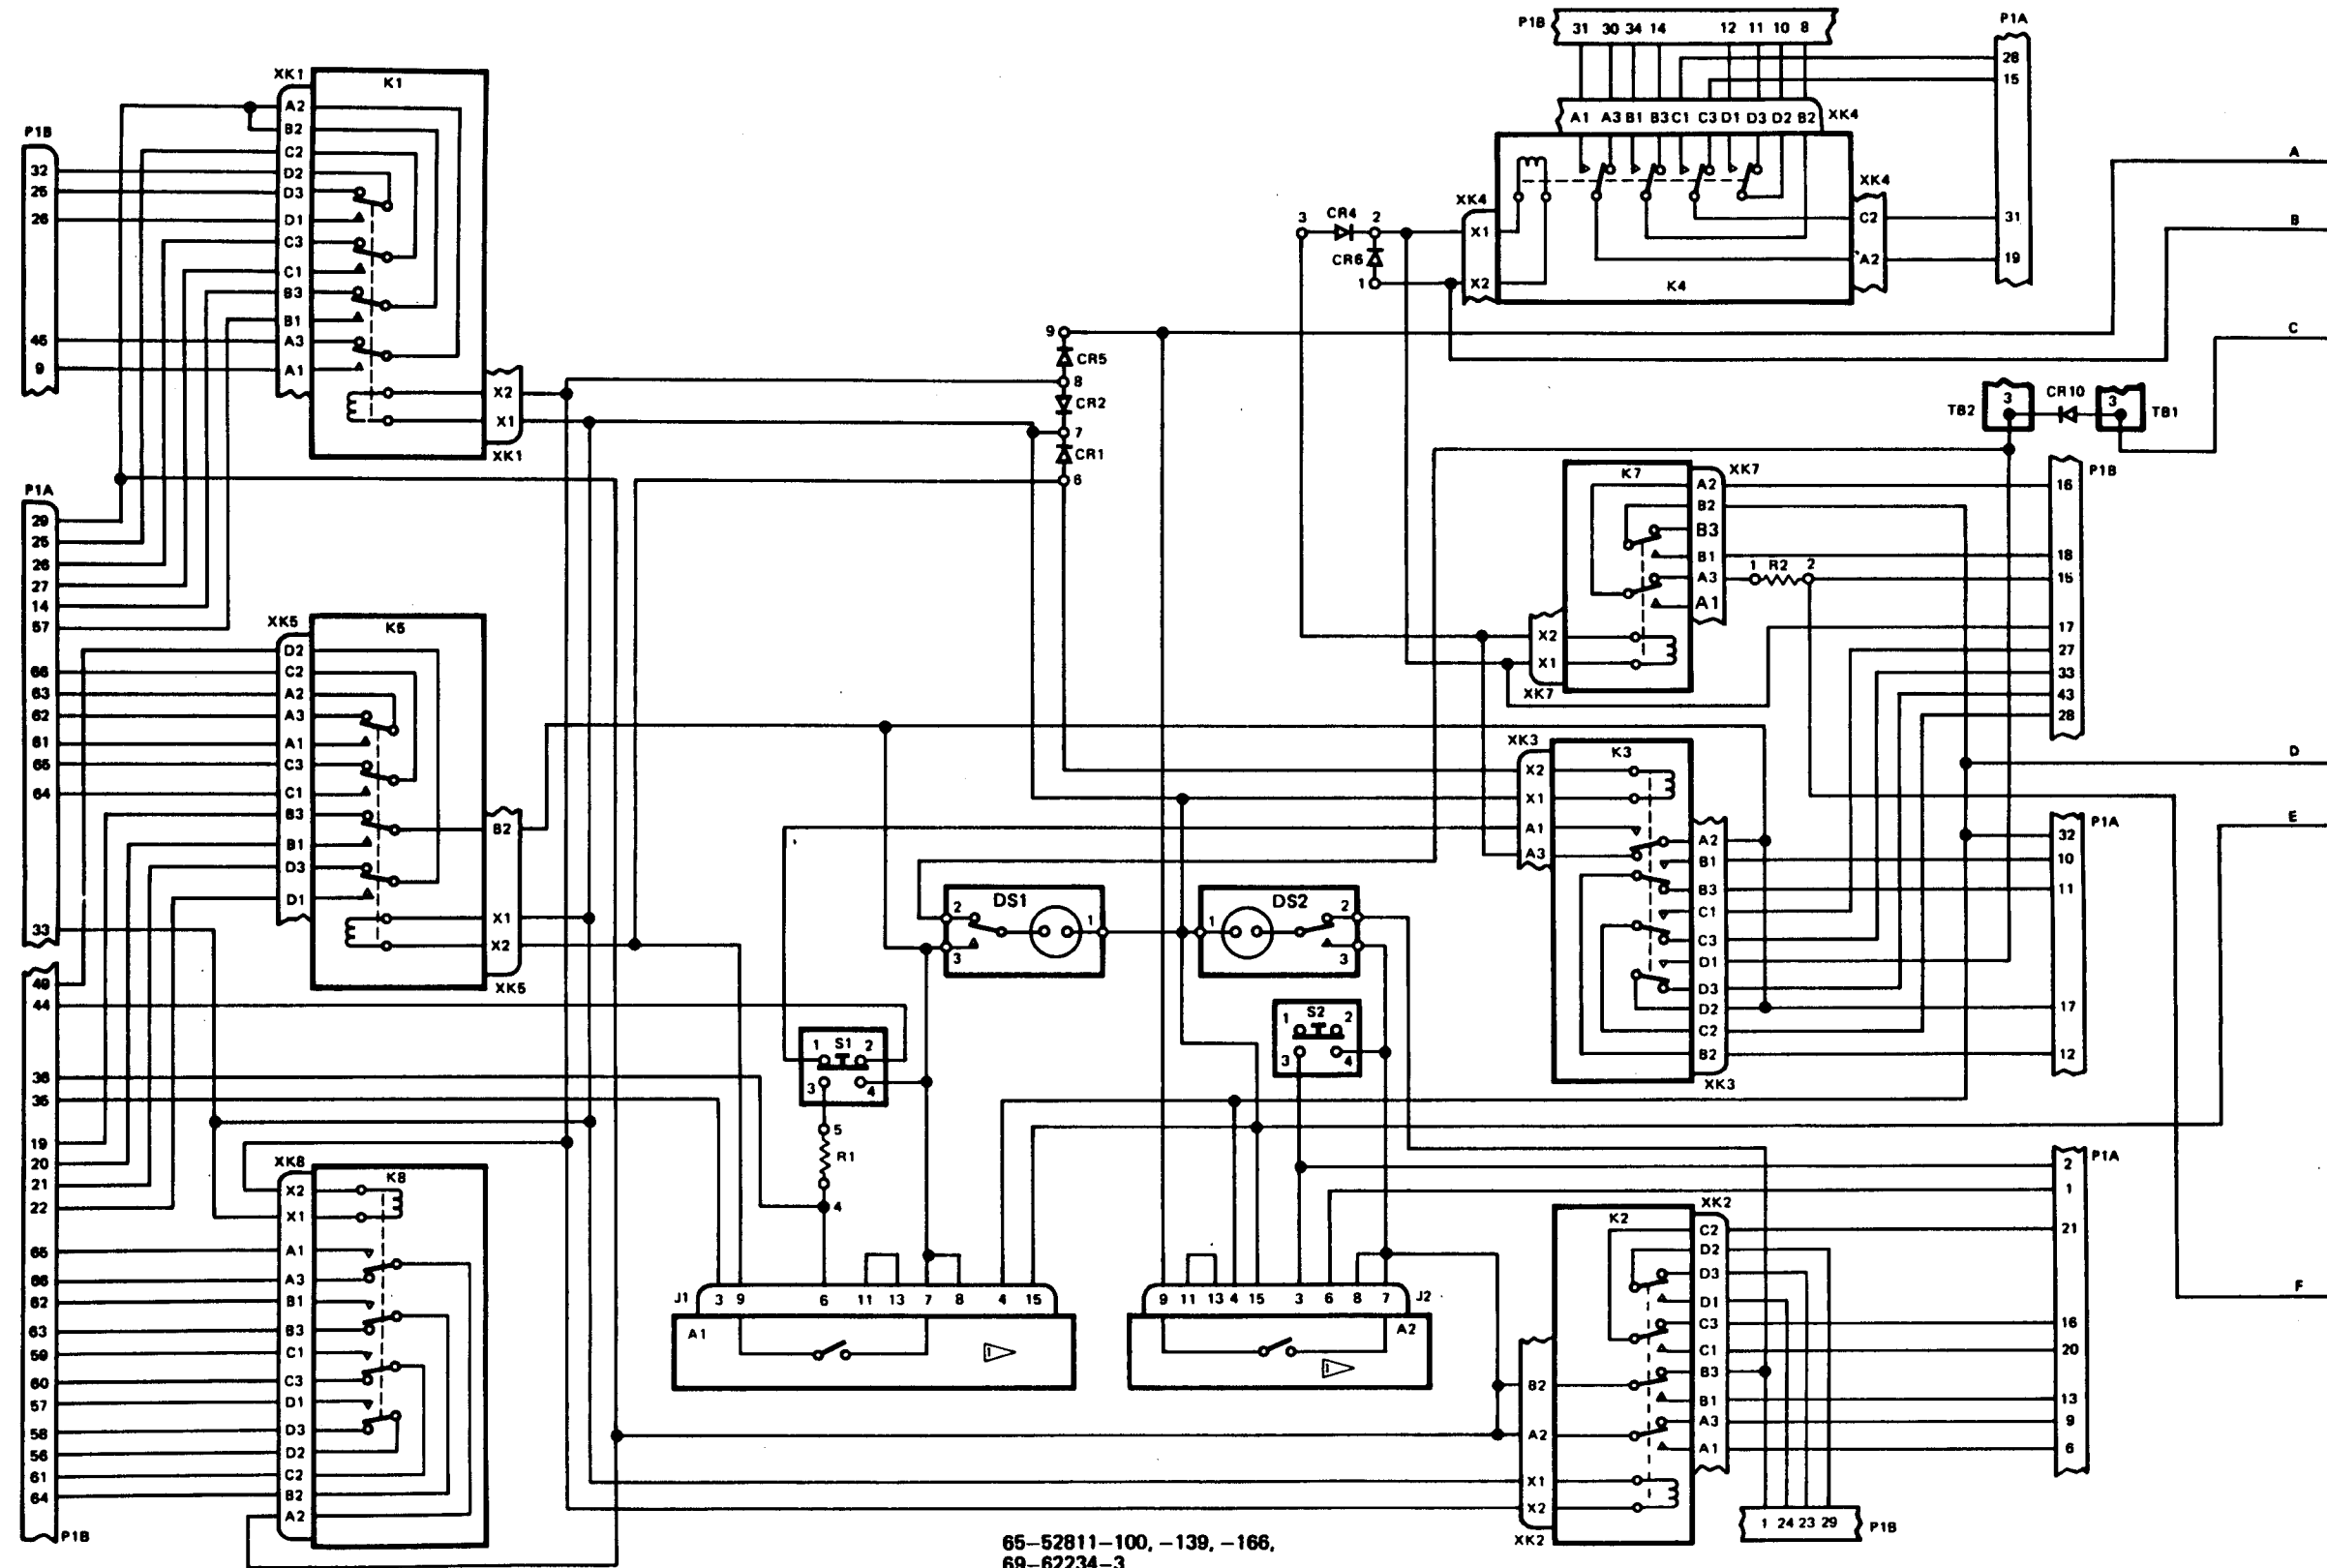 P1B 31 30 34 14 12 11 10 8 P1A
28
15
XK1 K1
A2
B2
C2
D2
D3
D1
C3
C1
B3
B1
A3
A1
X2
X1
XK1
P1B
32
25
26
46
9
A1 A3 B1 B3 C1 C3 D1 D3 D2 B2 XK4
XK4
X1
X2
K4
XK4
C2
A2
31
19
A
B
C
3 CR4 2
CR6
1
9
CR5
8
CR2
7
CR1
6
TB2 3 CR10 3 TB1
P1A
29
25
26
27
14
57
66
63
62
61
65
64
33
XK5 K5
D2
C2
A2
A3
A1
C3
C1
B3
B1
D3
D1
B2
X1
X2
XK5
K7 XK7
A2
B2
B3
B1
A3
A1
1 R2 2
X2
X1
XK7
P1B
16
18
15
17
27
33
43
28
D
XK3 K3
X2
X1
A1
A3
A2
B1
B3
C1
C3
D1
D3
D2
C2
B2
XK3
P1A
32
10
11
17
12
E
DS1
2
3
1
DS2
1
2
3
1 S1 2
3 4
1 S2 2
3 4
5
R1
4
49
44
36
35
19
20
21
22
65
66
62
63
59
60
57
58
56
61
64
P1B
XK8 K8
X2
X1
A1
A3
B1
B3
C1
C3
D1
D3
D2
C2
B2
A2
J1 3 9 6 11 13 7 8 4 15
A1
9 11 13 4 15 3 6 8 7 J2
A2
K2 XK2
C2
D2
D3
D1
C3
C1
B3
B1
A3
A1
B2
A2
X1
X2
XK2
P1A
2
1
21
16
20
13
9
6
F
1 24 23 29 P1B
65–52811–100, –139, –166,
69–62234–3